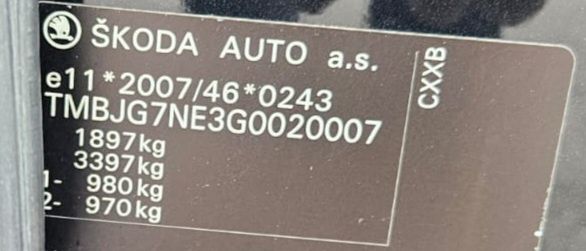 ŠKODA AUTO a.s.
e11*2007/46*0243
TMBJG7NE3G0020007
1897kg
3397kg
1- 980kg
2- 970kg
CXXB